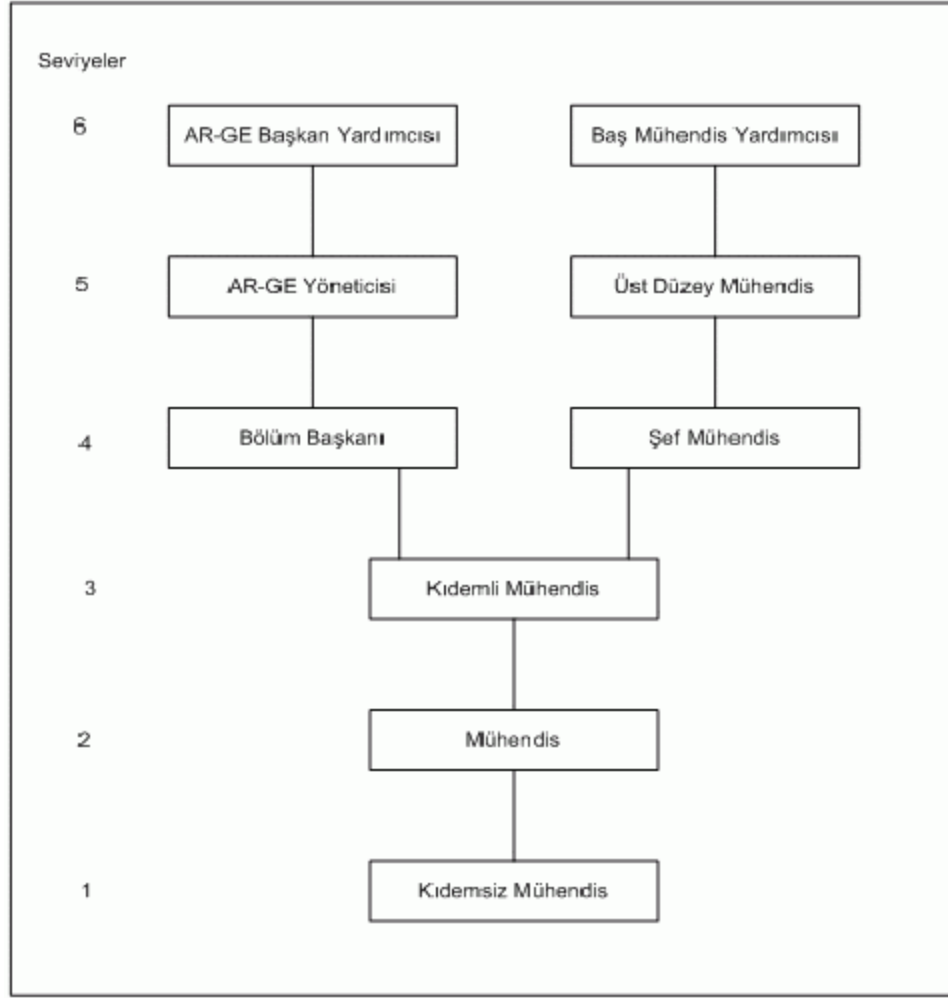 Seviyeler
6
AR-GE Başkan Yardımcısı
Baş Mühendis Yardımcısı
5
AR-GE Yöneticisi
Üst Düzey Mühendis
4
Bölüm Başkanı
Şef Mühendis
3
Kıdemli Mühendis
2
Mühendis
1
Kıdemsiz Mühendis